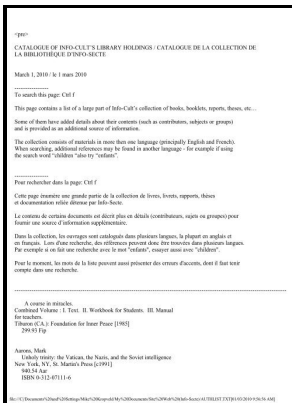 <pre>
CATALOGUE OF INFO-CULT'S LIBRARY HOLDINGS / CATALOGUE DE LA COLLECTION DE
LA BIBLIOTHÈQUE D'INFO-SECTE
March 1, 2010 / le 1 mars 2010
----------------
To search this page: Ctrl f
This page contains a list of a large part of Info-Cult's collection of books, booklets, reports, theses, etc…
Some of them have added details about their contents (such as contributors, subjects or groups)
and is provided as an additional source of information.
The collection consists of materials in more then one language (principally English and French).
When searching, additional references may be found in another language - for example if using
the search word "children "also try "enfants".
----------------
Pour rechercher dans la page: Ctrl f
Cette page énumère une grande partie de la collection de livres, livrets, rapports, thèses
et documentation reliée détenue par Info-Secte.
Le contenu de certains documents est décrit plus en détails (contributeurs, sujets ou groupes) pour
fournir une source d'information supplémentaire.
Dans la collection, les ouvrages sont catalogués dans plusieurs langues, la plupart en anglais et
en français. Lors d'une recherche, des références peuvent donc être trouvées dans plusieurs langues.
Par exemple si on fait une recherche avec le mot "enfants", essayer aussi avec "children".
Pour le moment, les mots de la liste peuvent aussi présenter des erreurs d'accents, dont il faut tenir
compte dans une recherche.
A course in miracles.
Combined Volume : I. Text. II. Workbook for Students. III. Manual
for teachers.
Tiburon (CA.): Foundation for Inner Peace [1985]
299.93 Fip
Aarons, Mark
Unholy trinity: the Vatican, the Nazis, and the Soviet intelligence
New York, NY, St. Martin's Press [c1991]
940.54 Aar
ISBN 0-312-07111-6